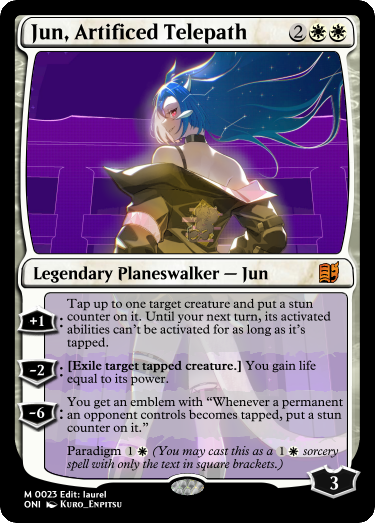 Jun, Artificed Telepath 2
Legendary Planeswalker — Jun
+1: Tap up to one target creature and put a stun
counter on it. Until your next turn, its activated
abilities can't be activated for as long as it's
tapped.
-2: [Exile target tapped creature.] You gain life
equal to its power.
-6: You get an emblem with “Whenever a permanent
an opponent controls becomes tapped, put a stun
counter on it.”
Paradigm 1 (You may cast this as a 1 sorcery
spell with only the text in square brackets.)
3
M 0023 Edit: laurel
ONI Kuro_Enpitsu